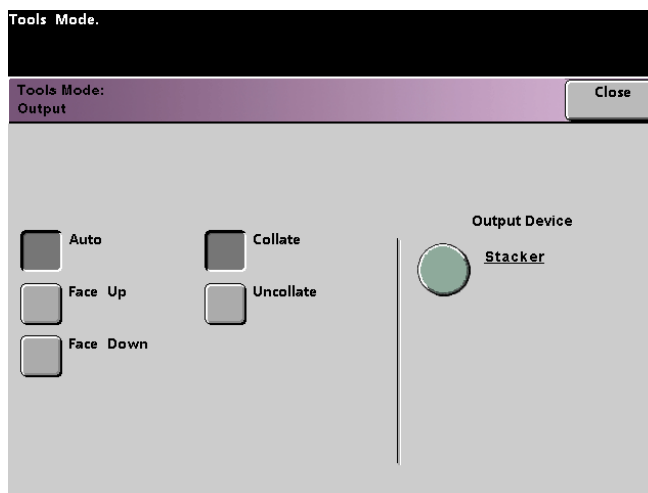 Tools Mode.
Tools Mode:
Output
Close
Auto
Face Up
Face Down
Collate
Uncollate
Output Device
Stacker